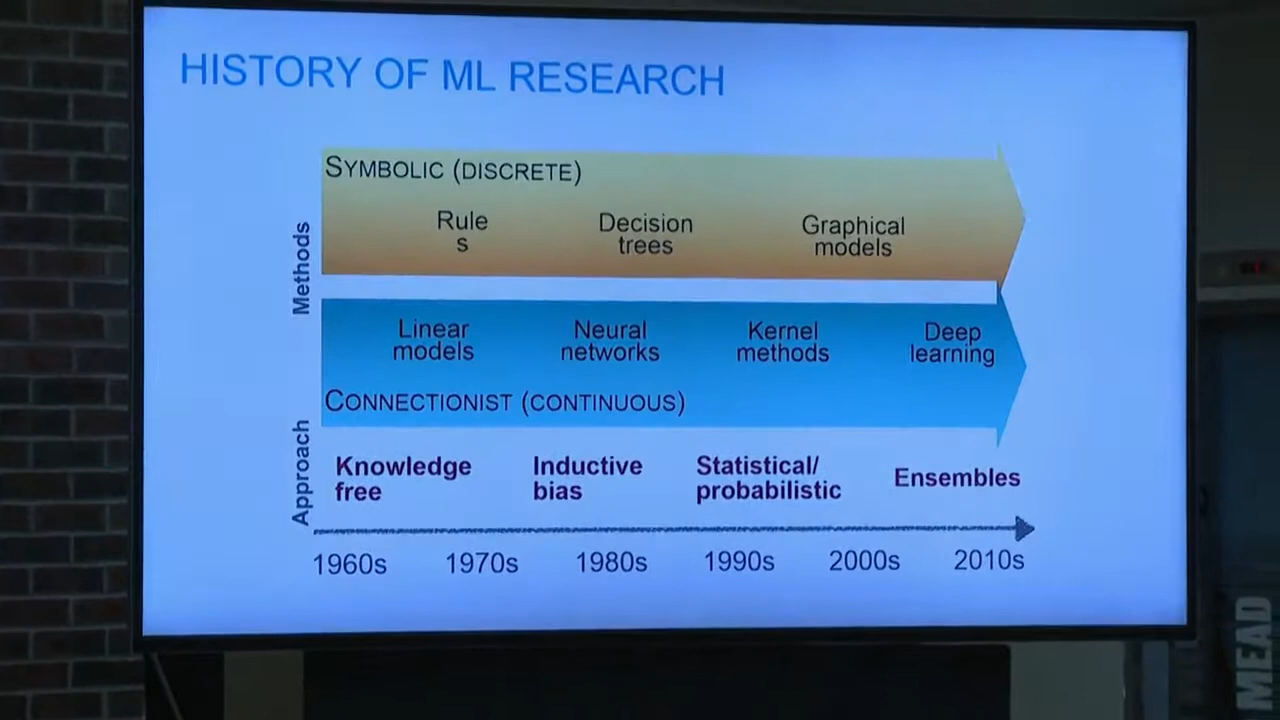 HISTORY OF ML RESEARCH
SYMBOLIC (DISCRETE)
Rule
s
Decision
trees
Graphical
models
Methods
Linear
models
Neural
networks
Kernel
methods
Deep
learning
CONNECTIONIST (CONTINUOUS)
Approach
Knowledge
free
Inductive
bias
Statistical/
probabilistic
Ensembles
1960s 1970s 1980s 1990s 2000s 2010s
MEAD